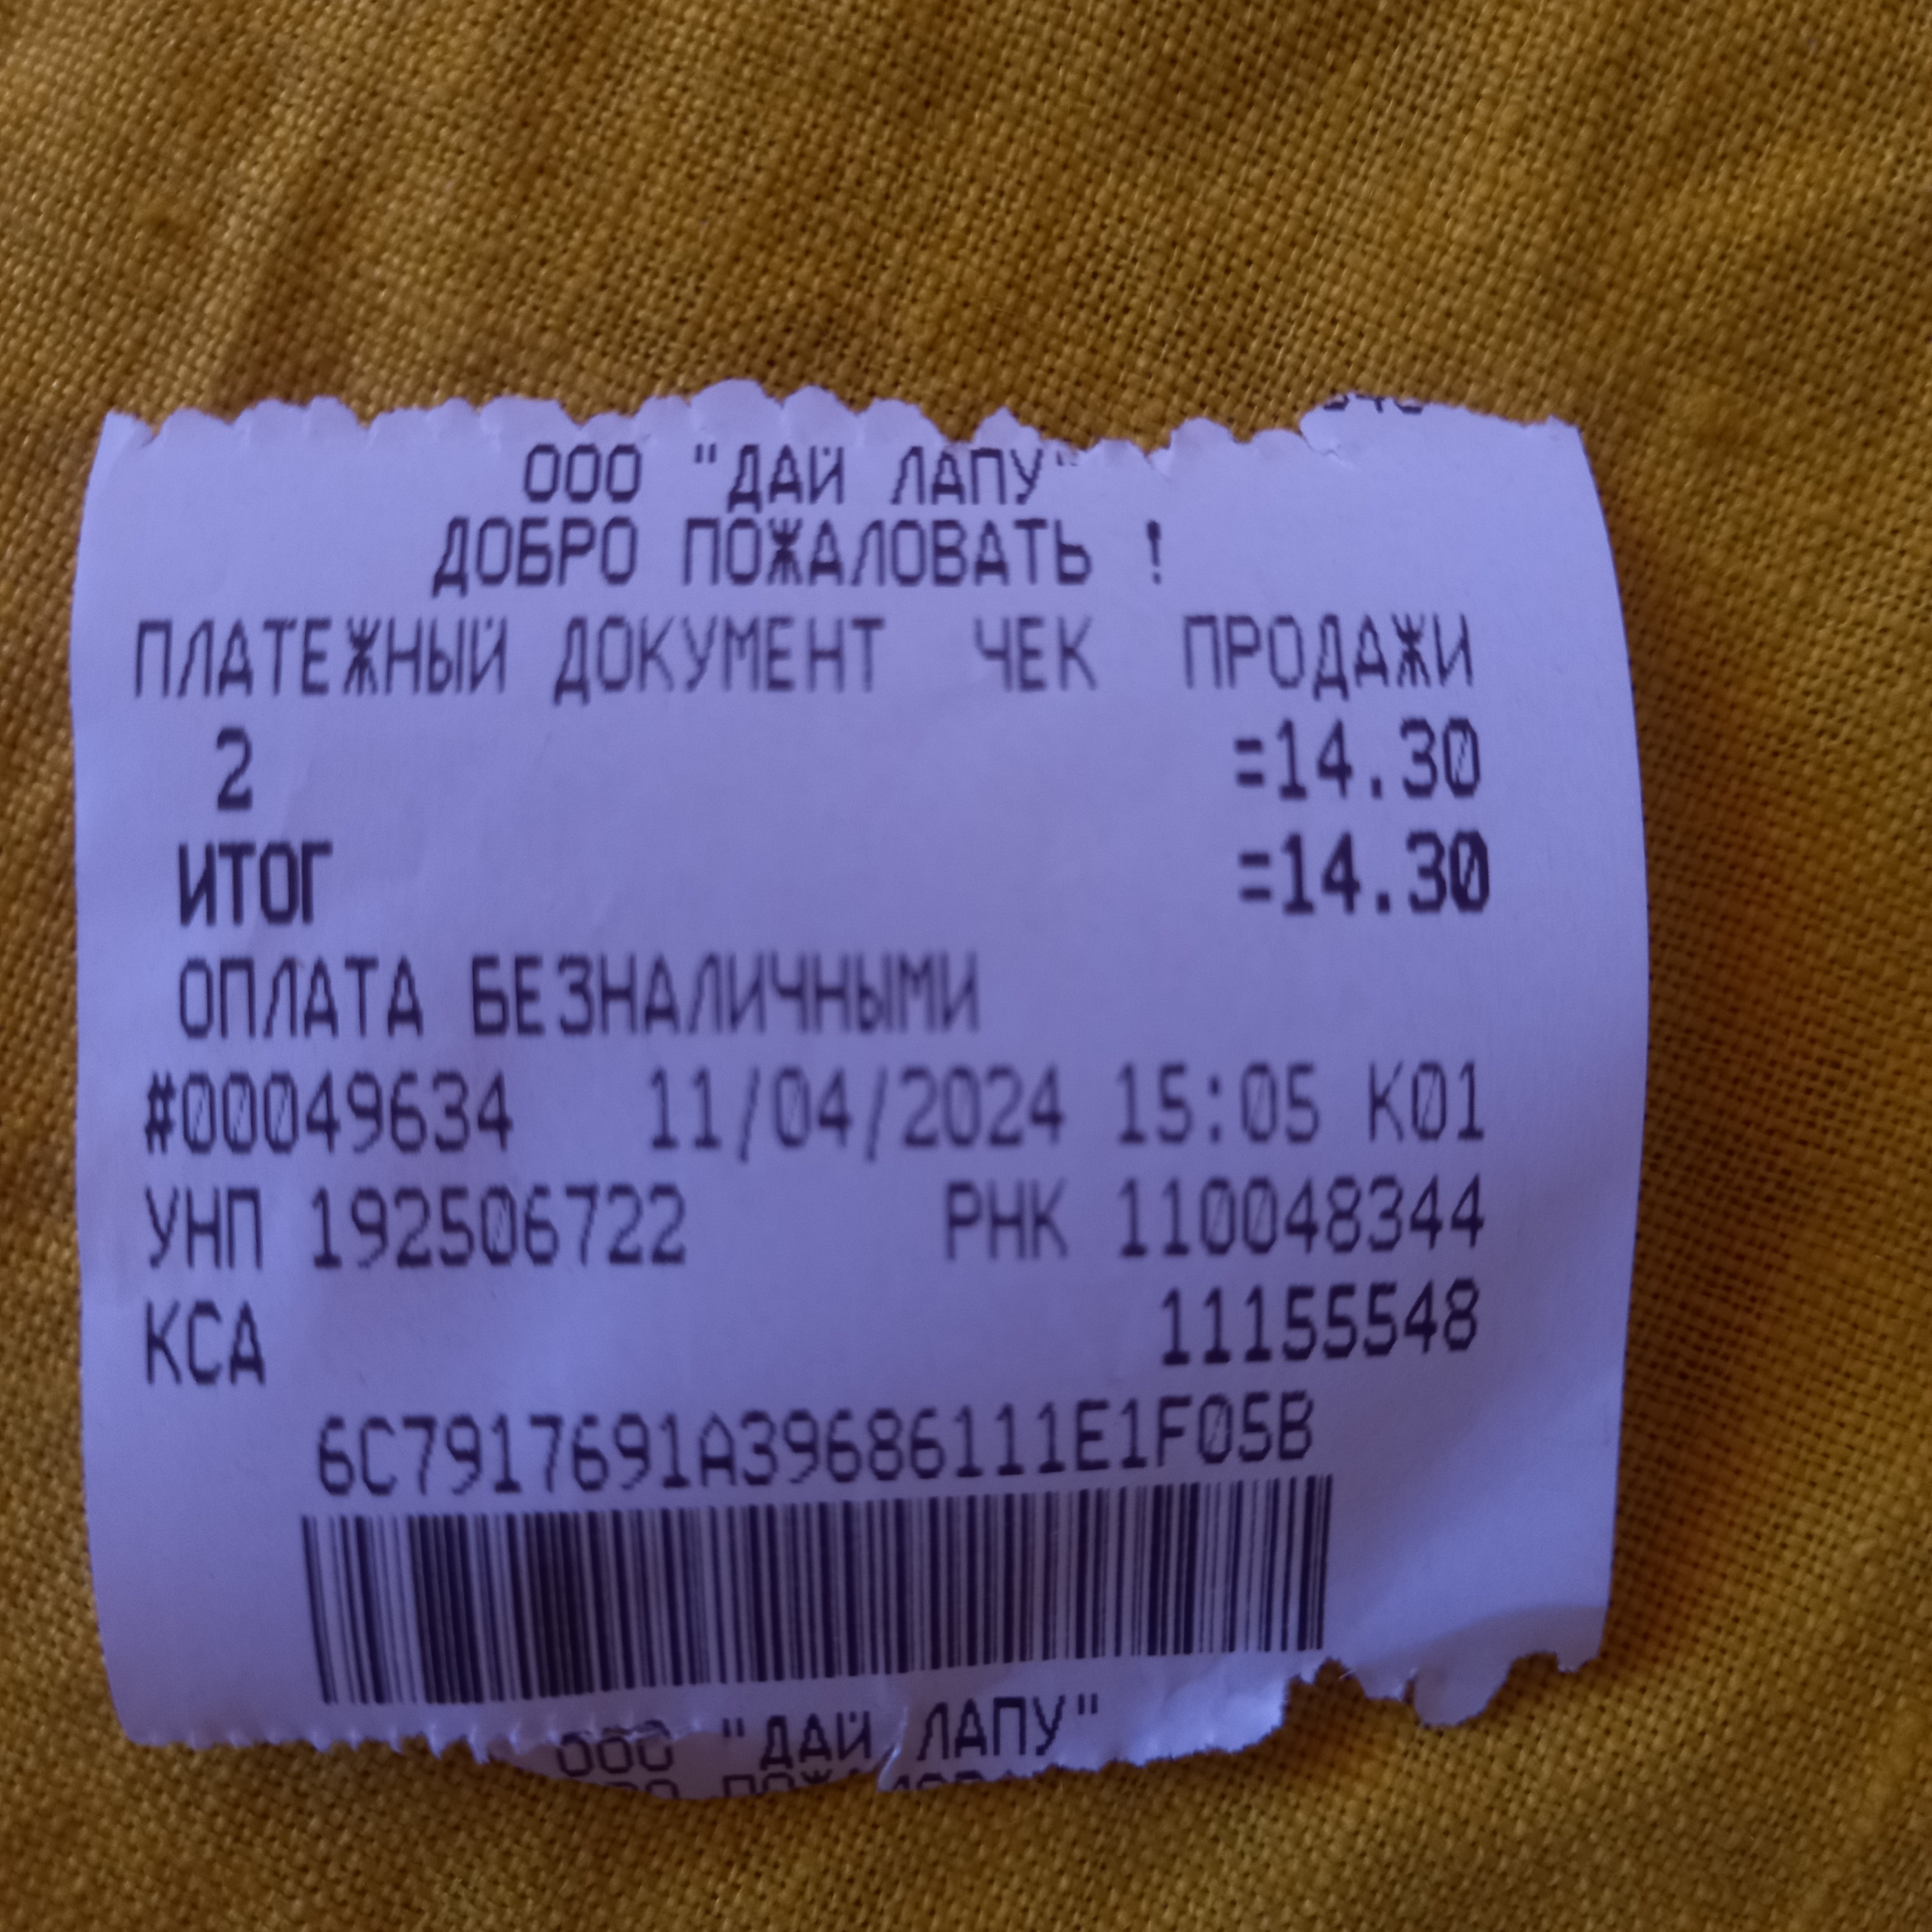 ООО "ДАЙ ЛАПУ"
ДОБРО ПОЖАЛОВАТЬ !
ПЛАТЕЖНЫЙ ДОКУМЕНТ ЧЕК ПРОДАЖИ
2 =14.30
ИТОГ =14.30
ОПЛАТА БЕЗНАЛИЧНЫМИ
#00049634 11/04/2024 15:05 К01
УНП 192506722 РНК 110048344
КСА 11155548
6C7917691A39686111E1F05B
ООО "ДАЙ ЛАПУ"